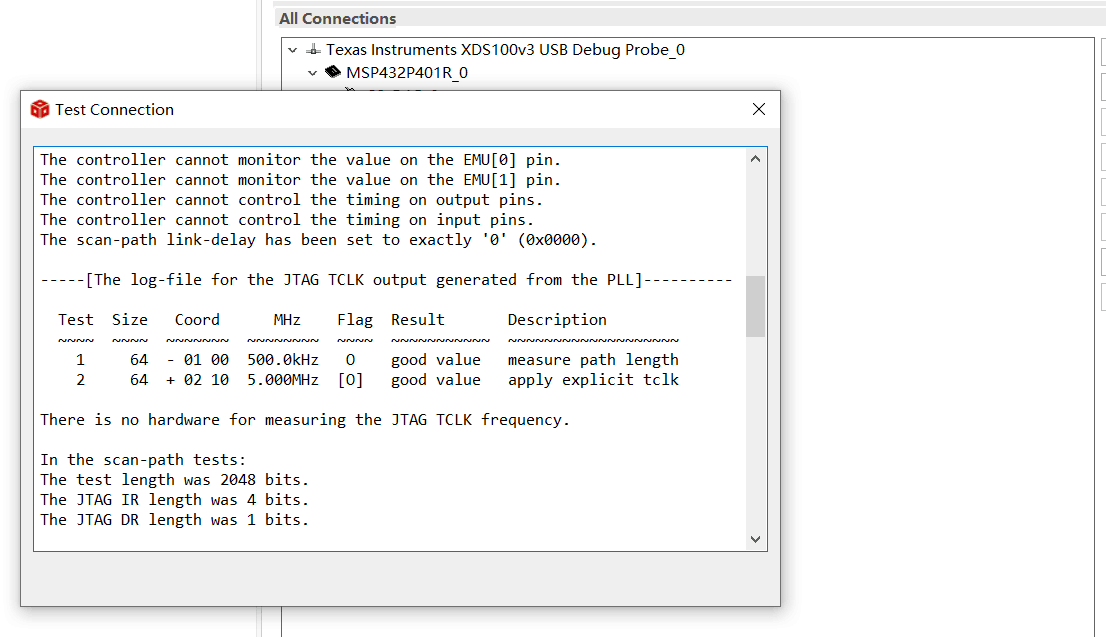 All Connections
Texas Instruments XDS100v3 USB Debug Probe_0
MSP432P401R_0
Test Connection
The controller cannot monitor the value on the EMU[0] pin.
The controller cannot monitor the value on the EMU[1] pin.
The controller cannot control the timing on output pins.
The controller cannot control the timing on input pins.
The scan-path link-delay has been set to exactly '0' (0x0000).
-----[The log-file for the JTAG TCLK output generated from the PLL]----------
Test Size Coord MHz Flag Result Description
~~~~ ~~~~ ~~~~~~~ ~~~~~~~~ ~~~~ ~~~~~~~~~~~ ~~~~~~~~~~~~~~~~~~~
1 64 - 01 00 500.0kHz O good value measure path length
2 64 + 02 10 5.000MHz [O] good value apply explicit tclk
There is no hardware for measuring the JTAG TCLK frequency.
In the scan-path tests:
The test length was 2048 bits.
The JTAG IR length was 4 bits.
The JTAG DR length was 1 bits.